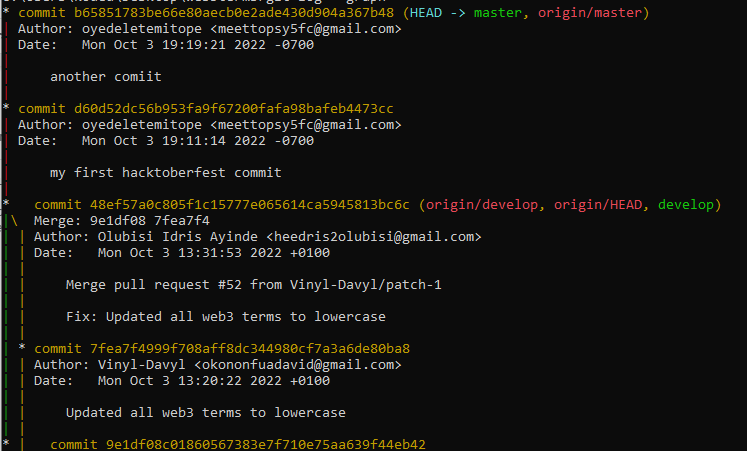 * commit b65851783be66e80aecb0e2ade430d904a367b48 (HEAD -> master, origin/master)
| Author: oyedeletemitope <meettopsy5fc@gmail.com>
| Date:   Mon Oct 3 19:19:21 2022 -0700
|
|     another comiit
|
* commit d60d52dc56b953fa9f67200fafa98bafeb4473cc
| Author: oyedeletemitope <meettopsy5fc@gmail.com>
| Date:   Mon Oct 3 19:11:14 2022 -0700
|
|     my first hacktoberfest commit
|
*   commit 48ef57a0c805f1c15777e065614ca5945813bc6c (origin/develop, origin/HEAD, develop)
|\  Merge: 9e1df08 7fea7f4
| | Author: Olubisi Idris Ayinde <heedris2olubisi@gmail.com>
| | Date:   Mon Oct 3 13:31:53 2022 +0100
| |
| |     Merge pull request #52 from Vinyl-Davyl/patch-1
| |
| |     Fix: Updated all web3 terms to lowercase
| |
| * commit 7fea7f4999f708aff8dc344980cf7a3a6de80ba8
| | Author: Vinyl-Davyl <okononfuadavid@gmail.com>
| | Date:   Mon Oct 3 13:20:22 2022 +0100
| |
| |     Updated all web3 terms to lowercase
| |
* |   commit 9e1df08c01860567383e7f710e75aa639f44eb42